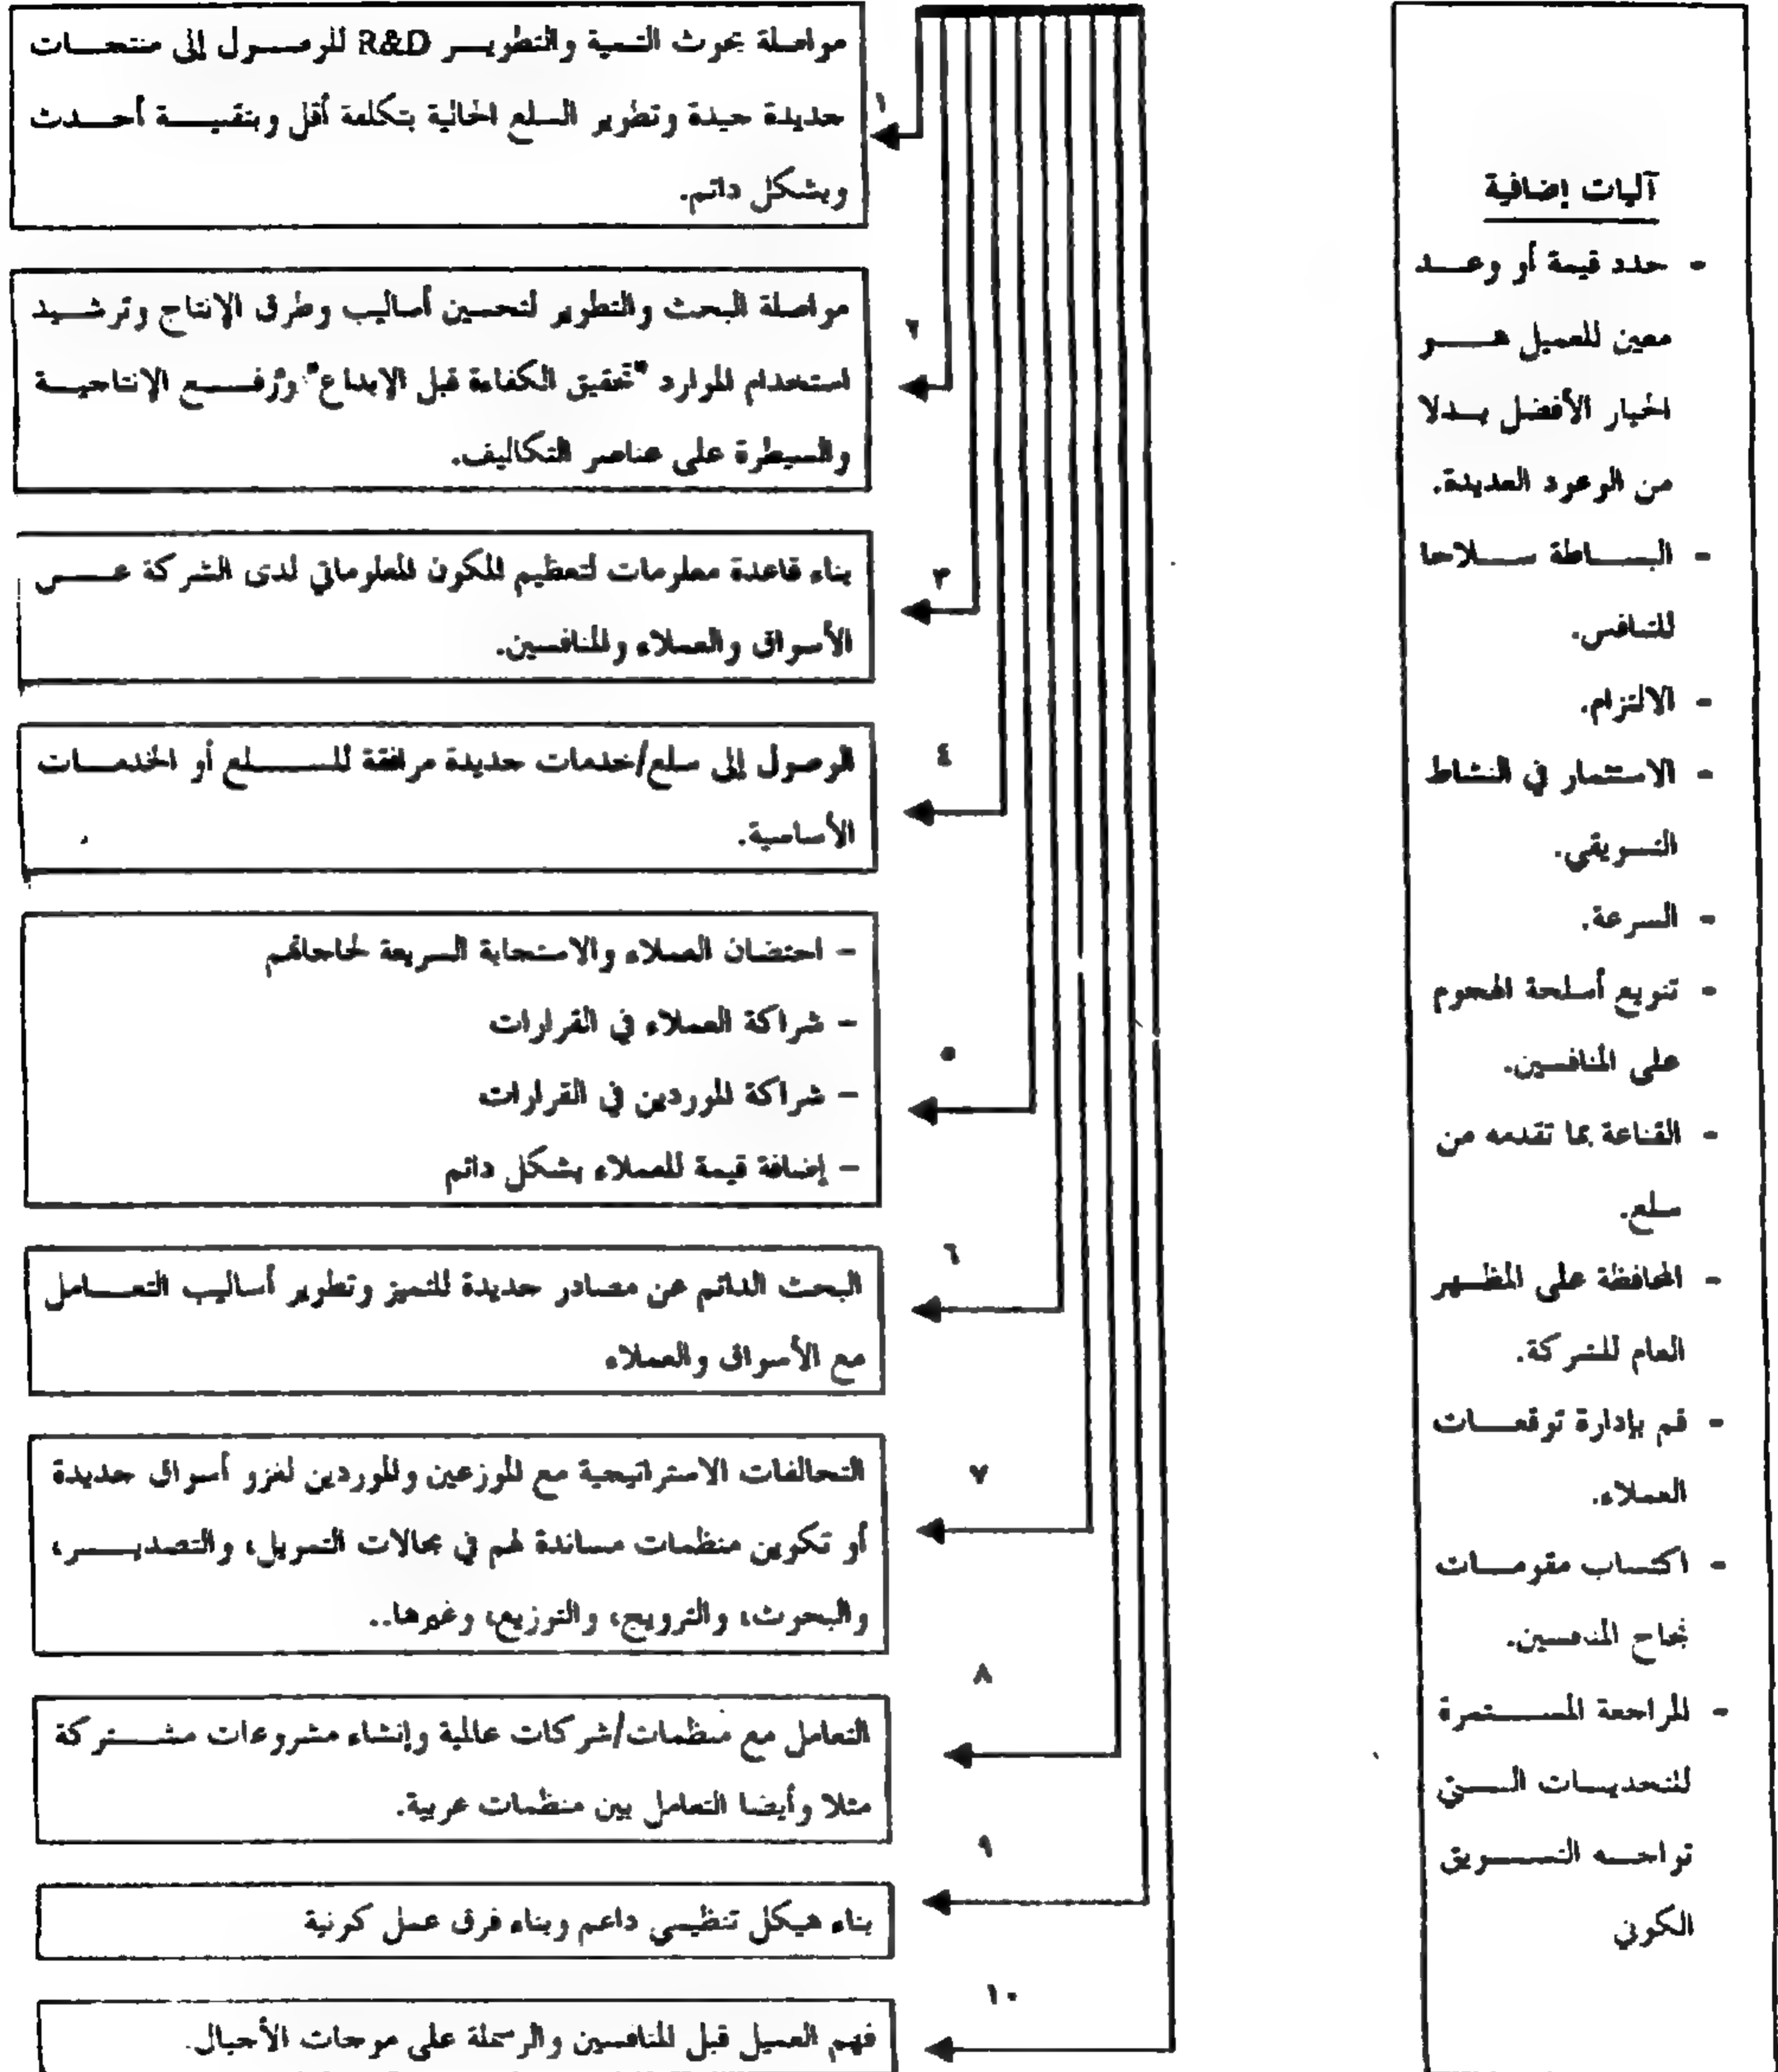 آليات إضافية
- حدد قيمة أو وعد
معين للعميل هو
الخيار الأفضل بدلا
من الوعود العديدة.
- البساطة سلاحا
للتنافس.
- الالتزام.
- الاستثمار في النشاط
التسويقي.
- السرعة.
- تنويع أسلحة الهجوم
على المنافسين.
- القناعة بما تقدمه من
سلع.
- المحافظة على المظهر
العام للشركة.
- قم بإدارة توقعات
العملاء.
- اكتساب مقومات
نجاح المنافسين.
- المراجعة المستمرة
للتحديات التي
تواجه التسويق
الكوني
١
مواصلة بحوث التنمية والتطوير R&D للوصول إلى منتجات
جديدة جيدة وتطوير السلع الحالية بتكلفة أقل وبتقنية أحدث
وبشكل دائم.
٢
مواصلة البحث والتطوير لتحسين أساليب وطرق الإنتاج وترشيد
استخدام الموارد "تحقيق الكفاءة قبل الابداع" ورفع الإنتاجية
والسيطرة على عناصر التكاليف.
٣
بناء قاعدة معلومات لتعظيم المكون المعلوماتي لدى الشركة عن
الأسواق والعملاء والمنافسين.
٤
الوصول إلى سلع/خدمات جديدة مرافقة للسلع أو الخدمات
الأساسية.
٥
- احتضان العملاء والاستجابة السريعة لحاجاتهم
- شراكة العملاء في القرارات
- شراكة الموردين في القرارات
- إضافة قيمة للعملاء بشكل دائم
٦
البحث الدائم عن مصادر جديدة للتميز وتطوير أساليب التعامل
مع الأسواق والعملاء
٧
التحالفات الاستراتيجية مع الموزعين والموردين لغزو أسواق جديدة
أو تكوين منظمات مساندة لهم في مجالات التمويل، والتصدير،
والبحوث، والترويج، والتوزيع، وغيرها..
٨
التعامل مع منظمات/شركات عالمية وإنشاء مشروعات مشتركة
مثلا وأيضا التعامل بين منظمات عربية.
٩
بناء هيكل تنظيمي داعم وبناء فرق عمل كونية
١٠
فهم العميل قبل المنافسين والرسملة على موجات الأجيال.